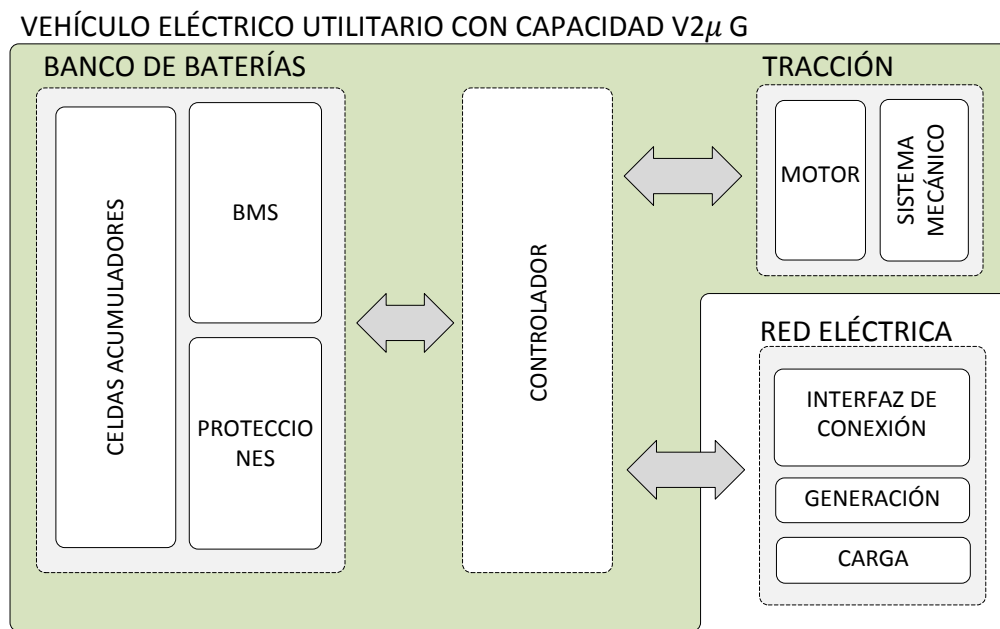 VEHÍCULO ELÉCTRICO UTILITARIO CON CAPACIDAD V2μ G
BANCO DE BATERÍAS
CELDAS ACUMULADORES
BMS
PROTECCIO
NES
CONTROLADOR
TRACCIÓN
MOTOR
SISTEMA
MECÁNICO
RED ELÉCTRICA
INTERFAZ DE
CONEXIÓN
GENERACIÓN
CARGA